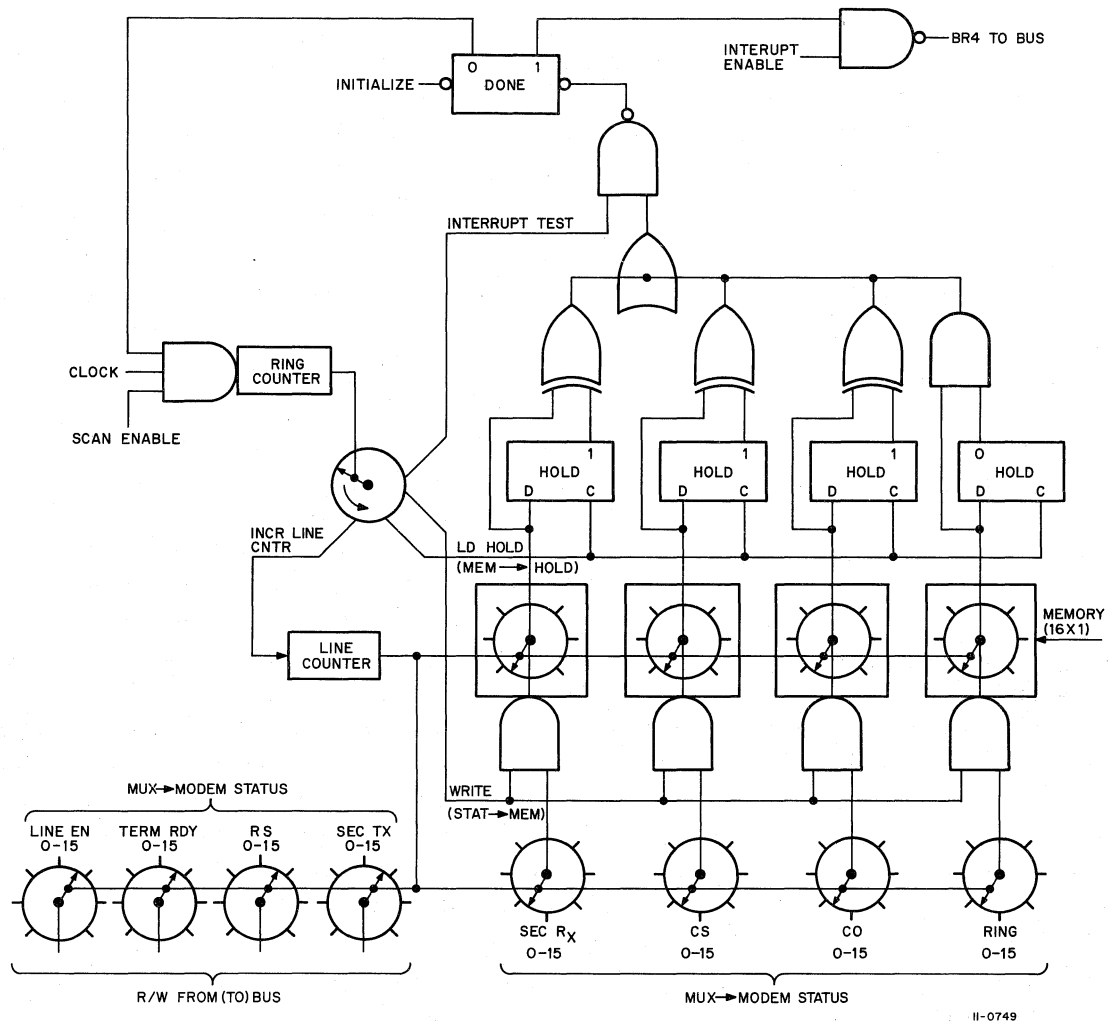 BR4 TO BUS
INTERUPT
ENABLE
0 1
DONE
INITIALIZE
INTERRUPT TEST
CLOCK
RING
COUNTER
SCAN ENABLE
1
HOLD
D C
1
HOLD
D C
1
HOLD
D C
0
HOLD
D C
INCR LINE
CNTR
LD HOLD
(MEM→HOLD)
MEMORY
(16X1)
LINE
COUNTER
WRITE
(STAT→MEM)
MUX→MODEM STATUS
LINE EN
0-15
TERM RDY
0-15
RS
0-15
SEC TX
0-15
R/W FROM (TO) BUS
SEC RX
0-15
CS
0-15
CO
0-15
RING
0-15
MUX→MODEM STATUS
11-0749